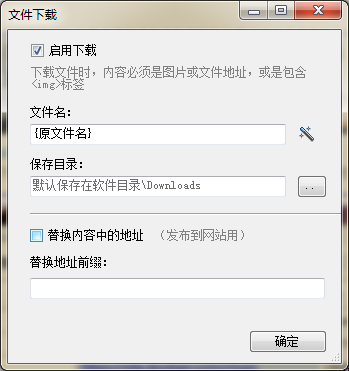 文件下载
启用下载
下载文件时，内容必须是图片或文件地址，或是包含
<img>标签
文件名：
{原文件名}
保存目录：
默认保存在软件目录\Downloads
..
替换内容中的地址 （发布到网站用）
替换地址前缀：
确定